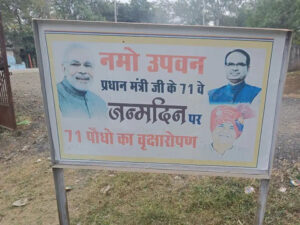 नमो उपवन
प्रधान मंत्री जी के 71 वे
जन्मदिन पर
71 पौधो का वृक्षारोपण